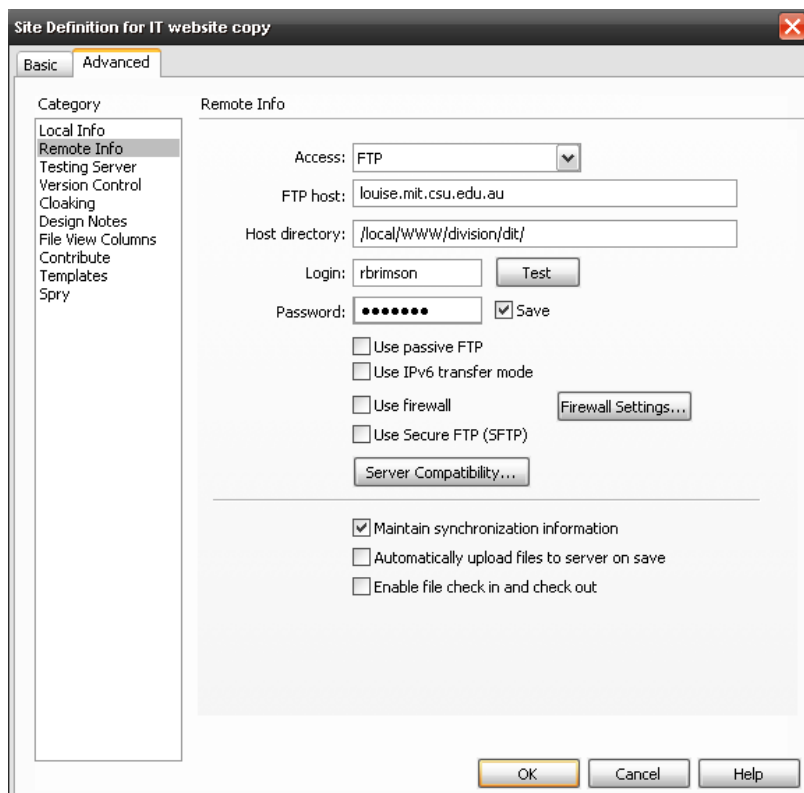 Site Definition for IT website copy
Basic
Advanced
Category
Local Info
Remote Info
Testing Server
Version Control
Cloaking
Design Notes
File View Columns
Contribute
Templates
Spry
Remote Info
Access: FTP
FTP host: louise.mit.csu.edu.au
Host directory: /local/WWW/division/dit/
Login: rbrimson Test
Password: ●●●●●●● Save
Use passive FTP
Use IPv6 transfer mode
Use firewall Firewall Settings...
Use Secure FTP (SFTP)
Server Compatibility...
Maintain synchronization information
Automatically upload files to server on save
Enable file check in and check out
OK Cancel Help